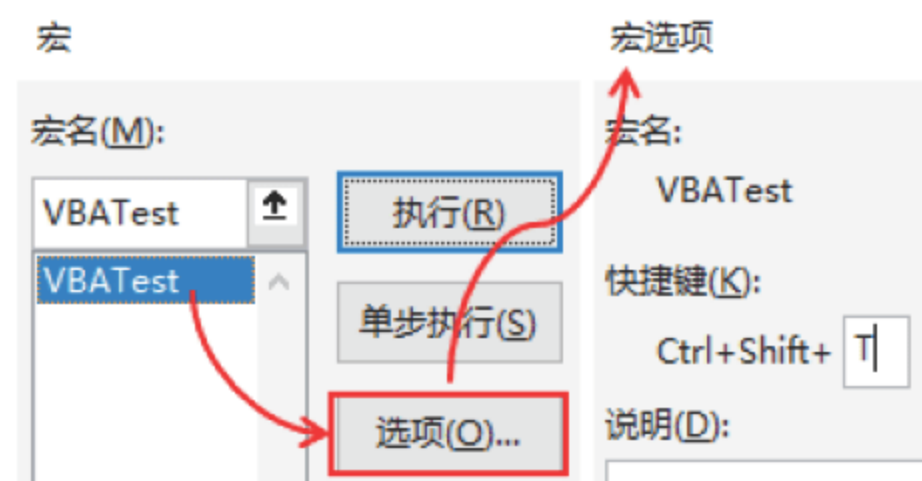 宏
宏名(M):
VBATest
VBATest
执行(R)
单步执行(S)
选项(O)...
宏选项
宏名:
VBATest
快捷键(K):
Ctrl+Shift+ T
说明(D):